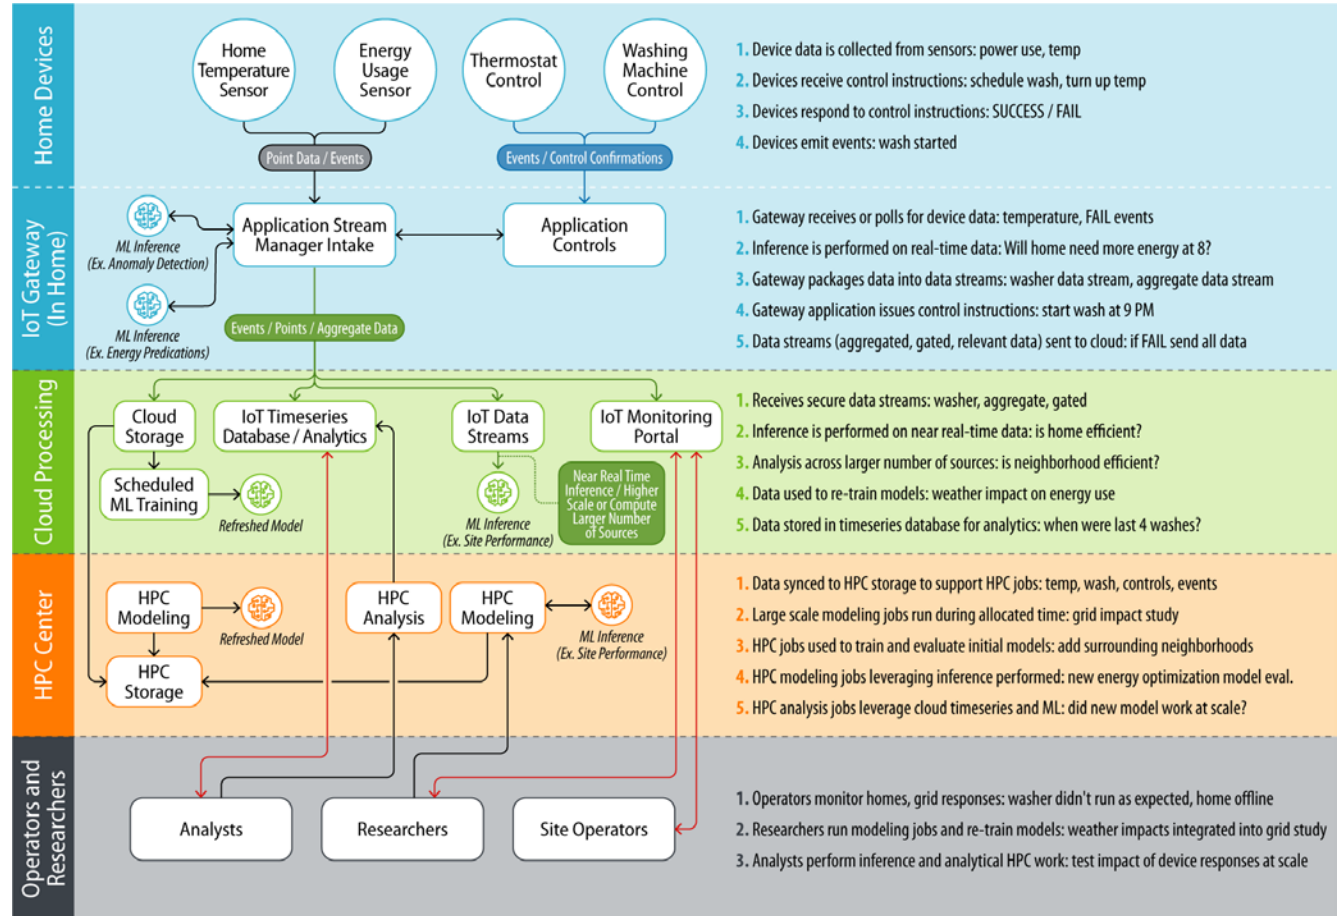 Home Devices
Home
Temperature
Sensor
Energy
Usage
Sensor
Thermostat
Control
Washing
Machine
Control
Point Data / Events
Events / Control Confirmations
1. Device data is collected from sensors: power use, temp
2. Devices receive control instructions: schedule wash, turn up temp
3. Devices respond to control instructions: SUCCESS / FAIL
4. Devices emit events: wash started
IoT Gateway
(In Home)
ML Inference
(Ex. Anomaly Detection)
Application Stream
Manager Intake
Application
Controls
ML Inference
(Ex. Energy Predications)
Events / Points / Aggregate Data
1. Gateway receives or polls for device data: temperature, FAIL events
2. Inference is performed on real-time data: Will home need more energy at 8?
3. Gateway packages data into data streams: washer data stream, aggregate data stream
4. Gateway application issues control instructions: start wash at 9 PM
5. Data streams (aggregated, gated, relevant data) sent to cloud: if FAIL send all data
Cloud Processing
Cloud
Storage
IoT Timeseries
Database / Analytics
IoT Data
Streams
IoT Monitoring
Portal
Scheduled
ML Training
Refreshed Model
ML Inference
(Ex. Site Performance)
Near Real Time
Inference / Higher
Scale or Compute
Larger Number
of Sources
1. Receives secure data streams: washer, aggregate, gated
2. Inference is performed on near real-time data: is home efficient?
3. Analysis across larger number of sources: is neighborhood efficient?
4. Data used to re-train models: weather impact on energy use
5. Data stored in timeseries database for analytics: when were last 4 washes?
HPC Center
HPC
Modeling
Refreshed Model
HPC
Analysis
HPC
Modeling
ML Inference
(Ex. Site Performance)
HPC
Storage
1. Data synced to HPC storage to support HPC jobs: temp, wash, controls, events
2. Large scale modeling jobs run during allocated time: grid impact study
3. HPC jobs used to train and evaluate initial models: add surrounding neighborhoods
4. HPC modeling jobs leveraging inference performed: new energy optimization model eval.
5. HPC analysis jobs leverage cloud timeseries and ML: did new model work at scale?
Operators and
Researchers
Analysts
Researchers
Site Operators
1. Operators monitor homes, grid responses: washer didn't run as expected, home offline
2. Researchers run modeling jobs and re-train models: weather impacts integrated into grid study
3. Analysts perform inference and analytical HPC work: test impact of device responses at scale